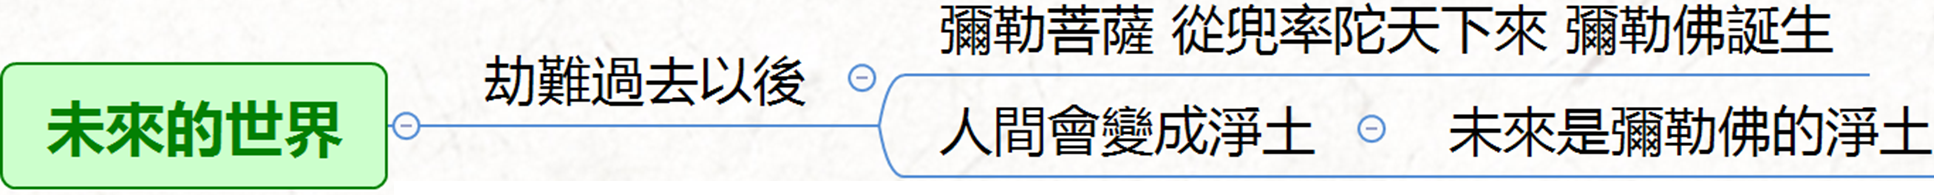 未來的世界
劫難過去以後
彌勒菩薩 從兜率陀天下來 彌勒佛誕生
人間會變成淨土
未來是彌勒佛的淨土